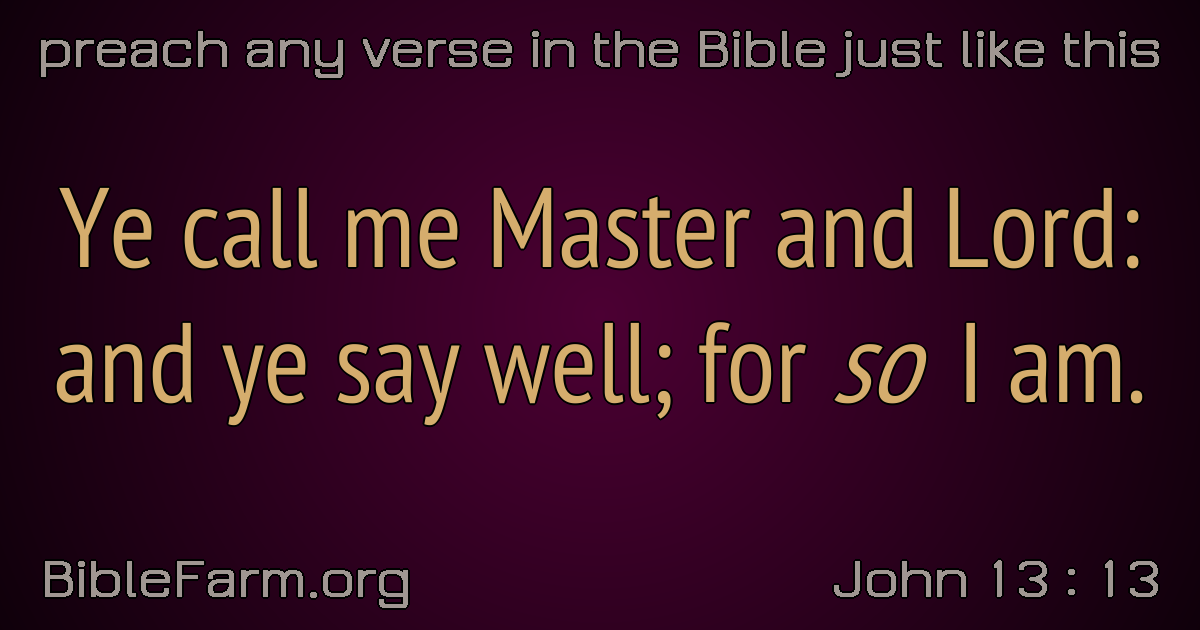 preach any verse in the Bible just like this
Ye call me Master and Lord:
and ye say well; for so I am.
BibleFarm.org
John 13 : 13